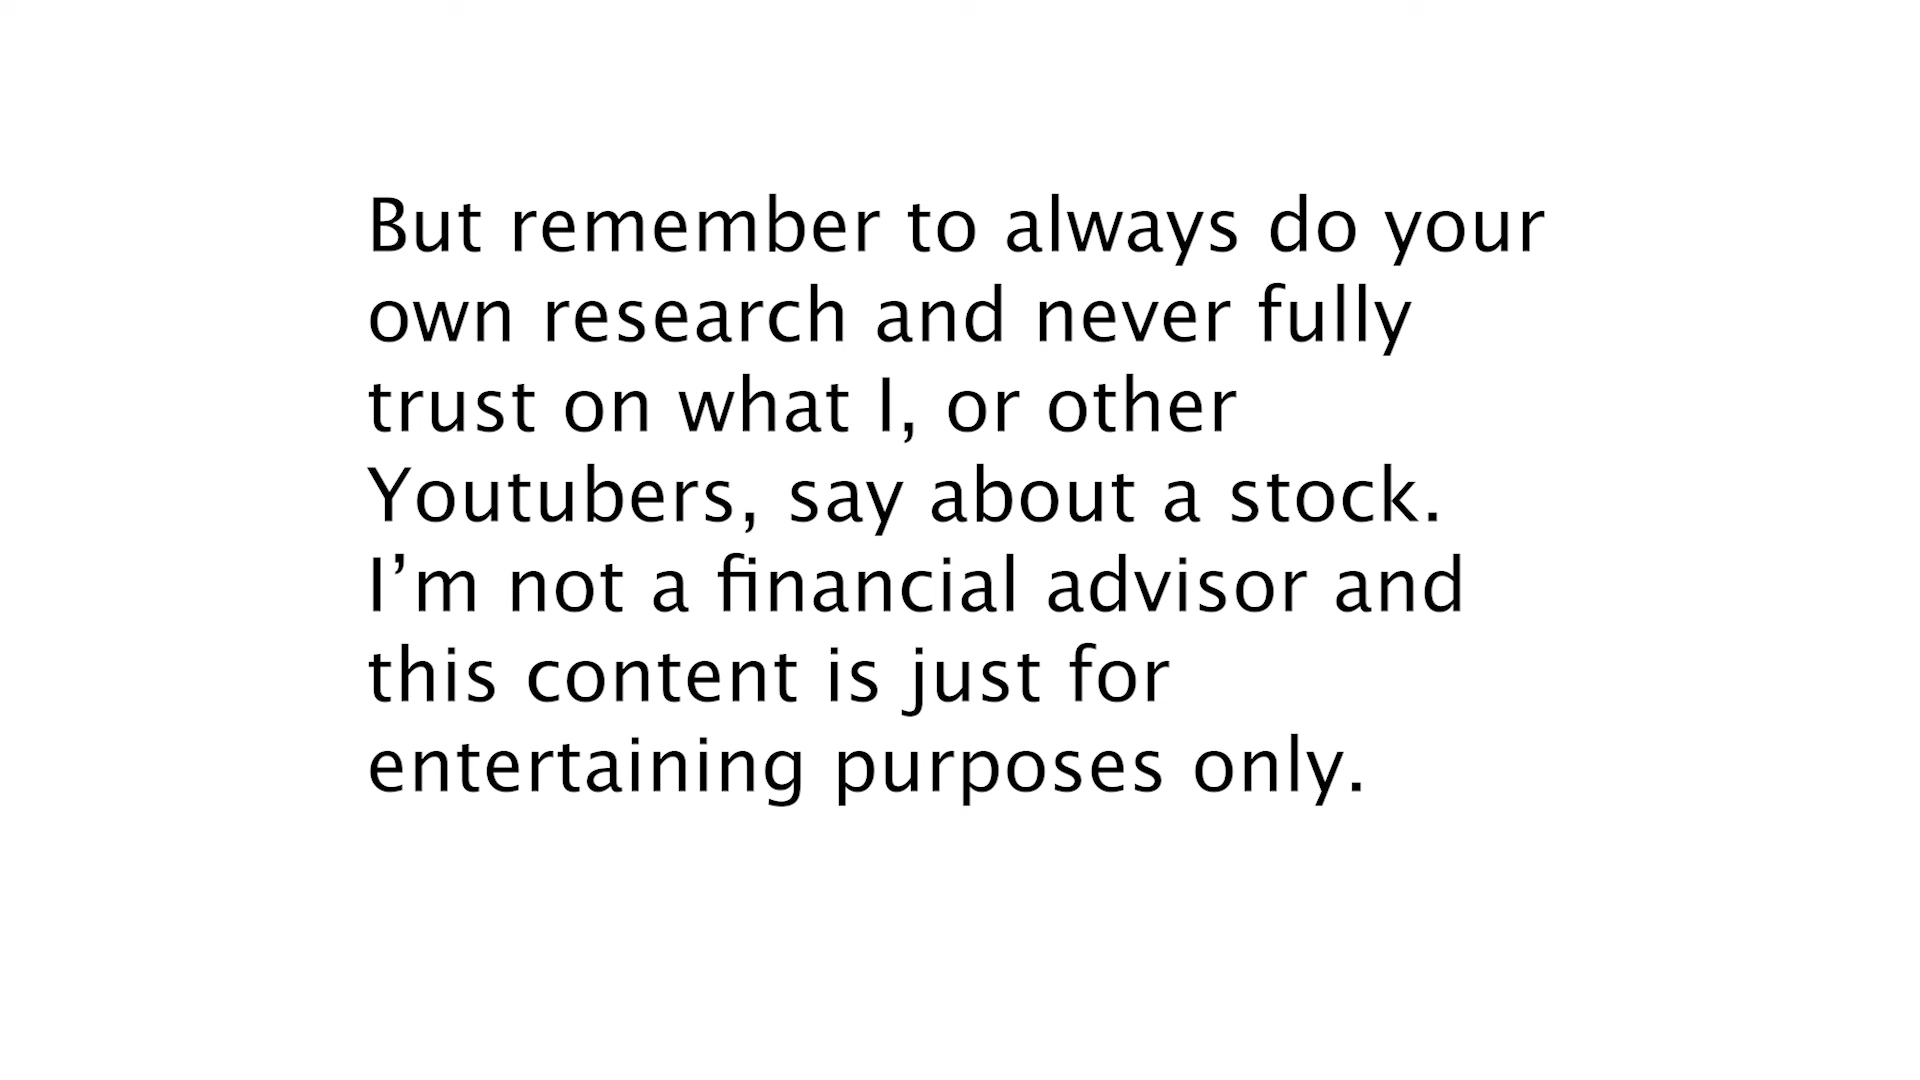 But remember to always do your
own research and never fully
trust on what I, or other
Youtubers, say about a stock.
I’m not a financial advisor and
this content is just for
entertaining purposes only.